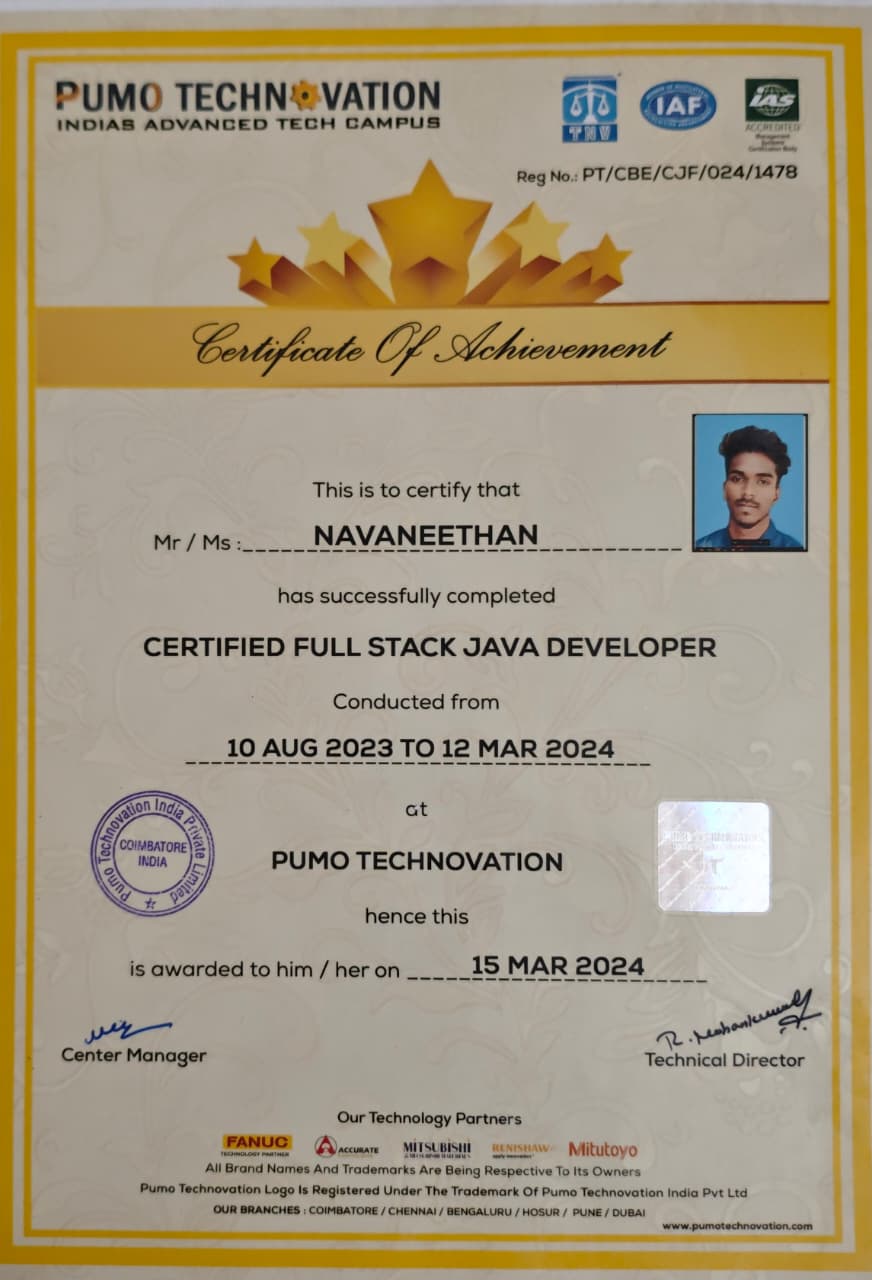 PUMO TECHNOVATION
INDIAS ADVANCED TECH CAMPUS
TNV
IAF
IAS
ACCREDITED
Management
Systems
Certification Body
Reg No.: PT/CBE/CJF/024/1478
Certificate Of Achievement
This is to certify that
Mr / Ms : NAVANEETHAN
has successfully completed
CERTIFIED FULL STACK JAVA DEVELOPER
Conducted from
10 AUG 2023 TO 12 MAR 2024
at
Pumo Technovation India Private Limited
COIMBATORE
INDIA
PUMO TECHNOVATION
hence this
is awarded to him / her on 15 MAR 2024
Center Manager
Technical Director
Our Technology Partners
FANUC
TECHNOLOGY PARTNER
ACCURATE
MITSUBISHI
RENISHAW
apply innovation
Mitutoyo
All Brand Names And Trademarks Are Being Respective To Its Owners
Pumo Technovation Logo Is Registered Under The Trademark Of Pumo Technovation India Pvt Ltd
OUR BRANCHES : COIMBATORE / CHENNAI / BENGALURU / HOSUR / PUNE / DUBAI
www.pumotechnovation.com